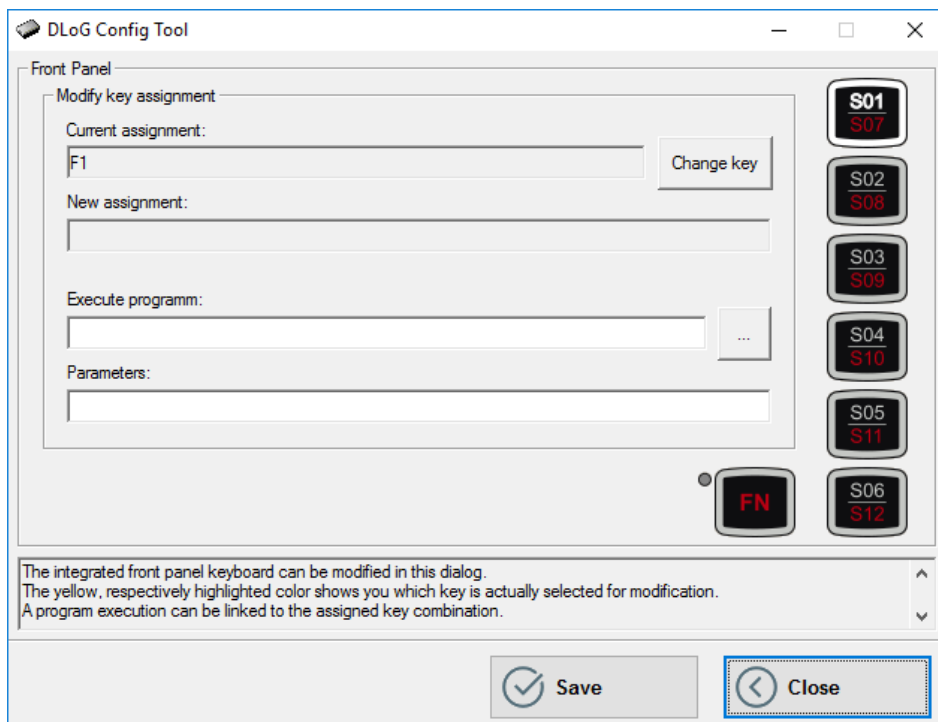 DLoG Config Tool
Front Panel
Modify key assignment
Current assignment:
F1
Change key
New assignment:
Execute programm:
...
Parameters:
S01
S07
S02
S08
S03
S09
S04
S10
S05
S11
FN
S06
S12
The integrated front panel keyboard can be modified in this dialog.
The yellow, respectively highlighted color shows you which key is actually selected for modification.
A program execution can be linked to the assigned key combination.
Save
Close